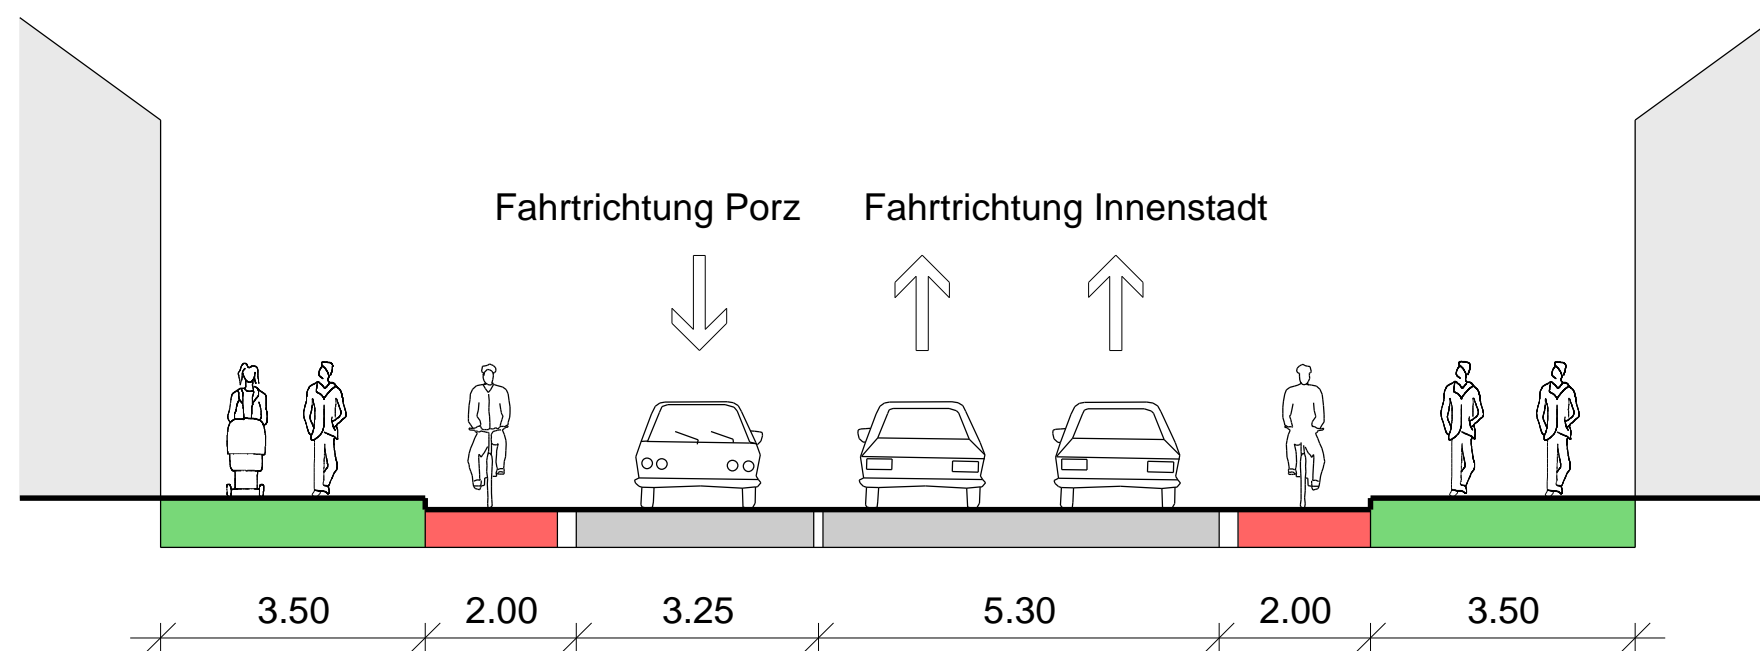 Fahrtrichtung Porz Fahrtrichtung Innenstadt
3.50 2.00 3.25 5.30 2.00 3.50